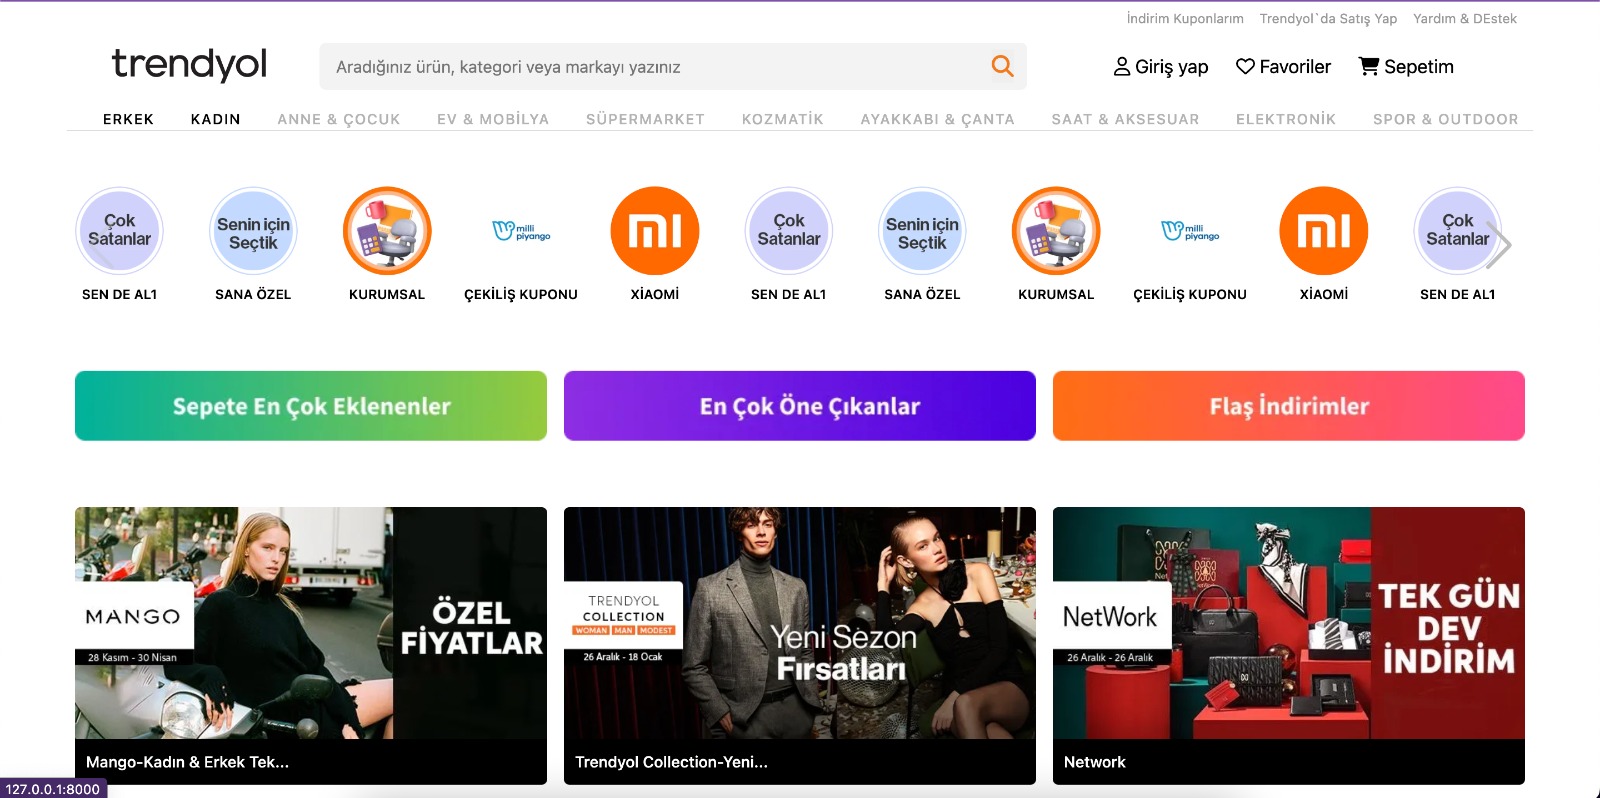 İndirim Kuponlarım Trendyol`da Satış Yap Yardım & DEstek
trendyol
Aradığınız ürün, kategori veya markayı yazınız
Giriş yap Favoriler Sepetim
ERKEK KADIN ANNE & ÇOCUK EV & MOBİLYA SÜPERMARKET KOZMATİK AYAKKABI & ÇANTA SAAT & AKSESUAR ELEKTRONİK SPOR & OUTDOOR
Çok Satanlar
Senin için Seçtik
milli piyango
mi
Çok Satanlar
Senin için Seçtik
milli piyango
mi
Çok Satanlar
SEN DE AL1 SANA ÖZEL KURUMSAL ÇEKİLİŞ KUPONU XİAOMİ SEN DE AL1 SANA ÖZEL KURUMSAL ÇEKİLİŞ KUPONU XİAOMİ SEN DE AL1
Sepete En Çok Eklenenler
En Çok Öne Çıkanlar
Flaş İndirimler
MANGO
28 Kasım - 30 Nisan
ÖZEL
FİYATLAR
Mango-Kadın & Erkek Tek...
TRENDYOL
COLLECTION
WOMAN MAN MODEST
26 Aralık - 18 Ocak
Yeni Sezon
Fırsatları
Trendyol Collection-Yeni...
NetWork
26 Aralık - 26 Aralık
TEK GÜN
DEV
İNDİRİM
Network
127.0.0.1:8000